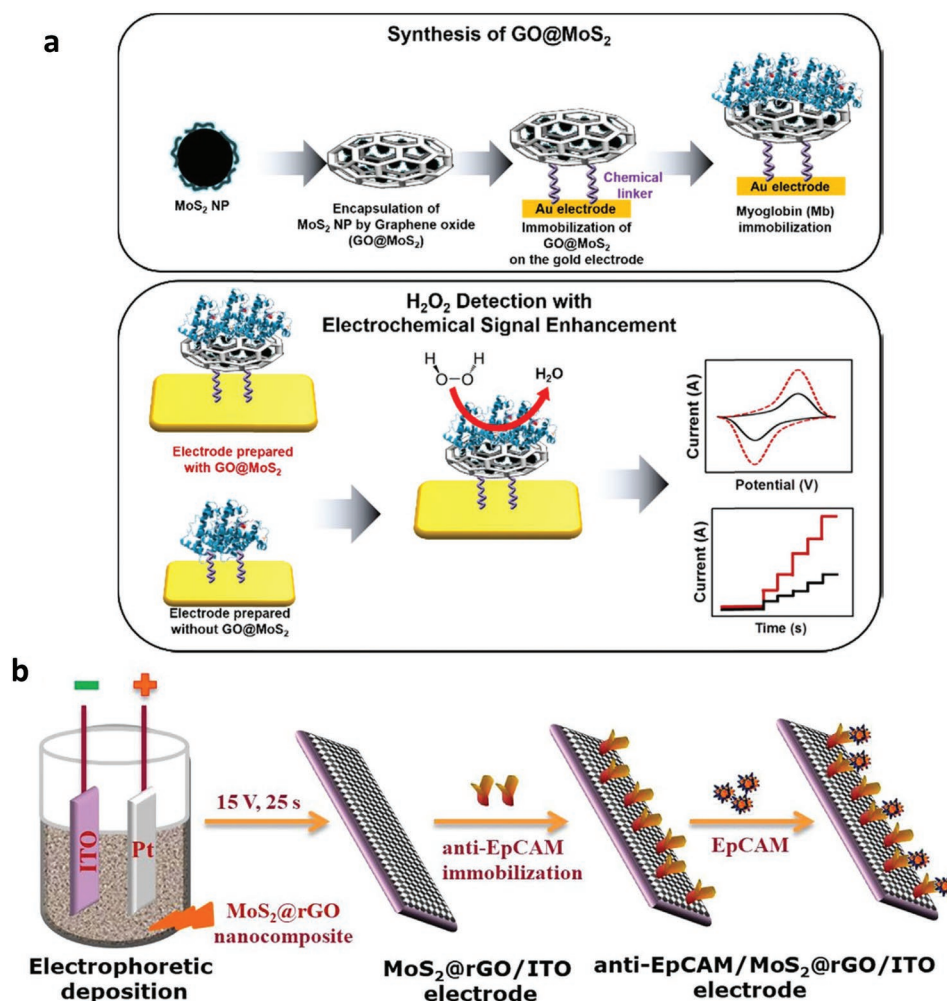 a
Synthesis of GO@MoS₂
MoS₂ NP
Encapsulation of
MoS₂ NP by Graphene oxide
(GO@MoS₂)
Chemical
linker
Au electrode
Immobilization of
GO@MoS₂
on the gold electrode
Au electrode
Myoglobin (Mb)
immobilization
H₂O₂ Detection with
Electrochemical Signal Enhancement
Electrode prepared
with GO@MoS₂
Electrode prepared
without GO@MoS₂
H H
O–O
H₂O
Current (A)
Potential (V)
Current (A)
Time (s)
b
ITO
Pt
MoS₂@rGO
nanocomposite
Electrophoretic
deposition
15 V, 25 s
MoS₂@rGO/ITO
electrode
anti-EpCAM
immobilization
EpCAM
anti-EpCAM/MoS₂@rGO/ITO
electrode